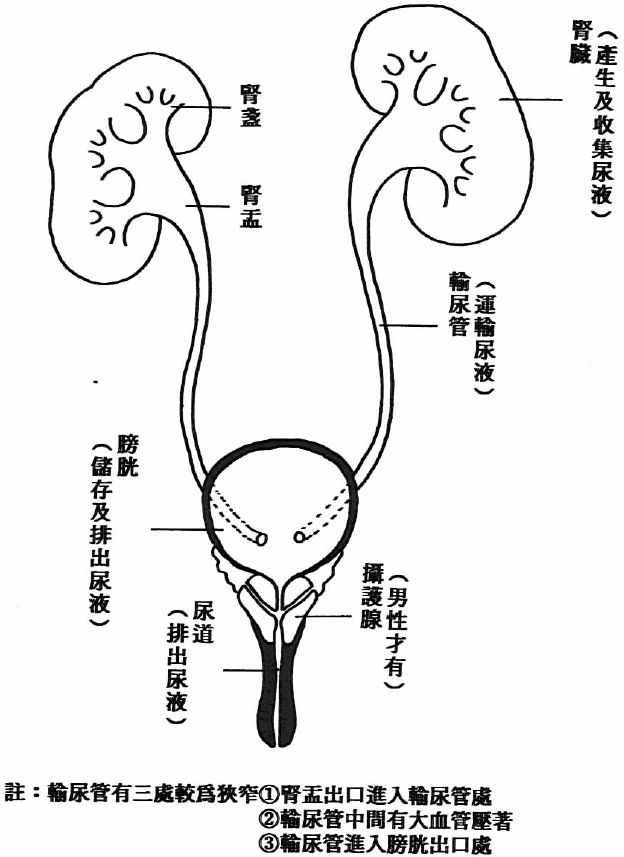 腎臟
（產生及收集尿液）
腎盞
腎盂
輸尿管
（運輸尿液）
膀胱
（儲存及排出尿液）
攝護腺
（男性才有）
尿道
（排出尿液）
註：輸尿管有三處較為狹窄①腎盂出口進入輸尿管處
②輸尿管中間有大血管壓著
③輸尿管進入膀胱出口處